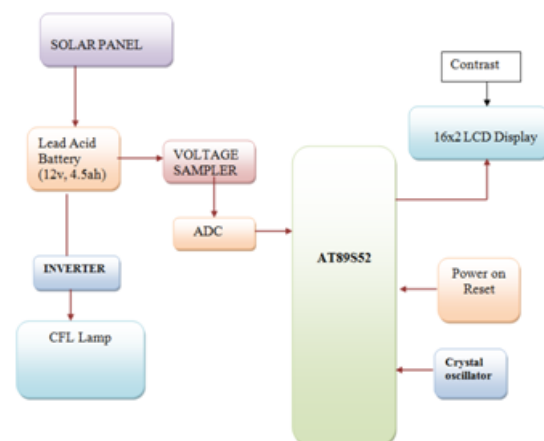 SOLAR PANEL
Contrast
16x2 LCD Display
Lead Acid
Battery
(12v, 4.5ah)
VOLTAGE
SAMPLER
ADC
AT89S52
INVERTER
Power on
Reset
CFL Lamp
Crystal
oscillator